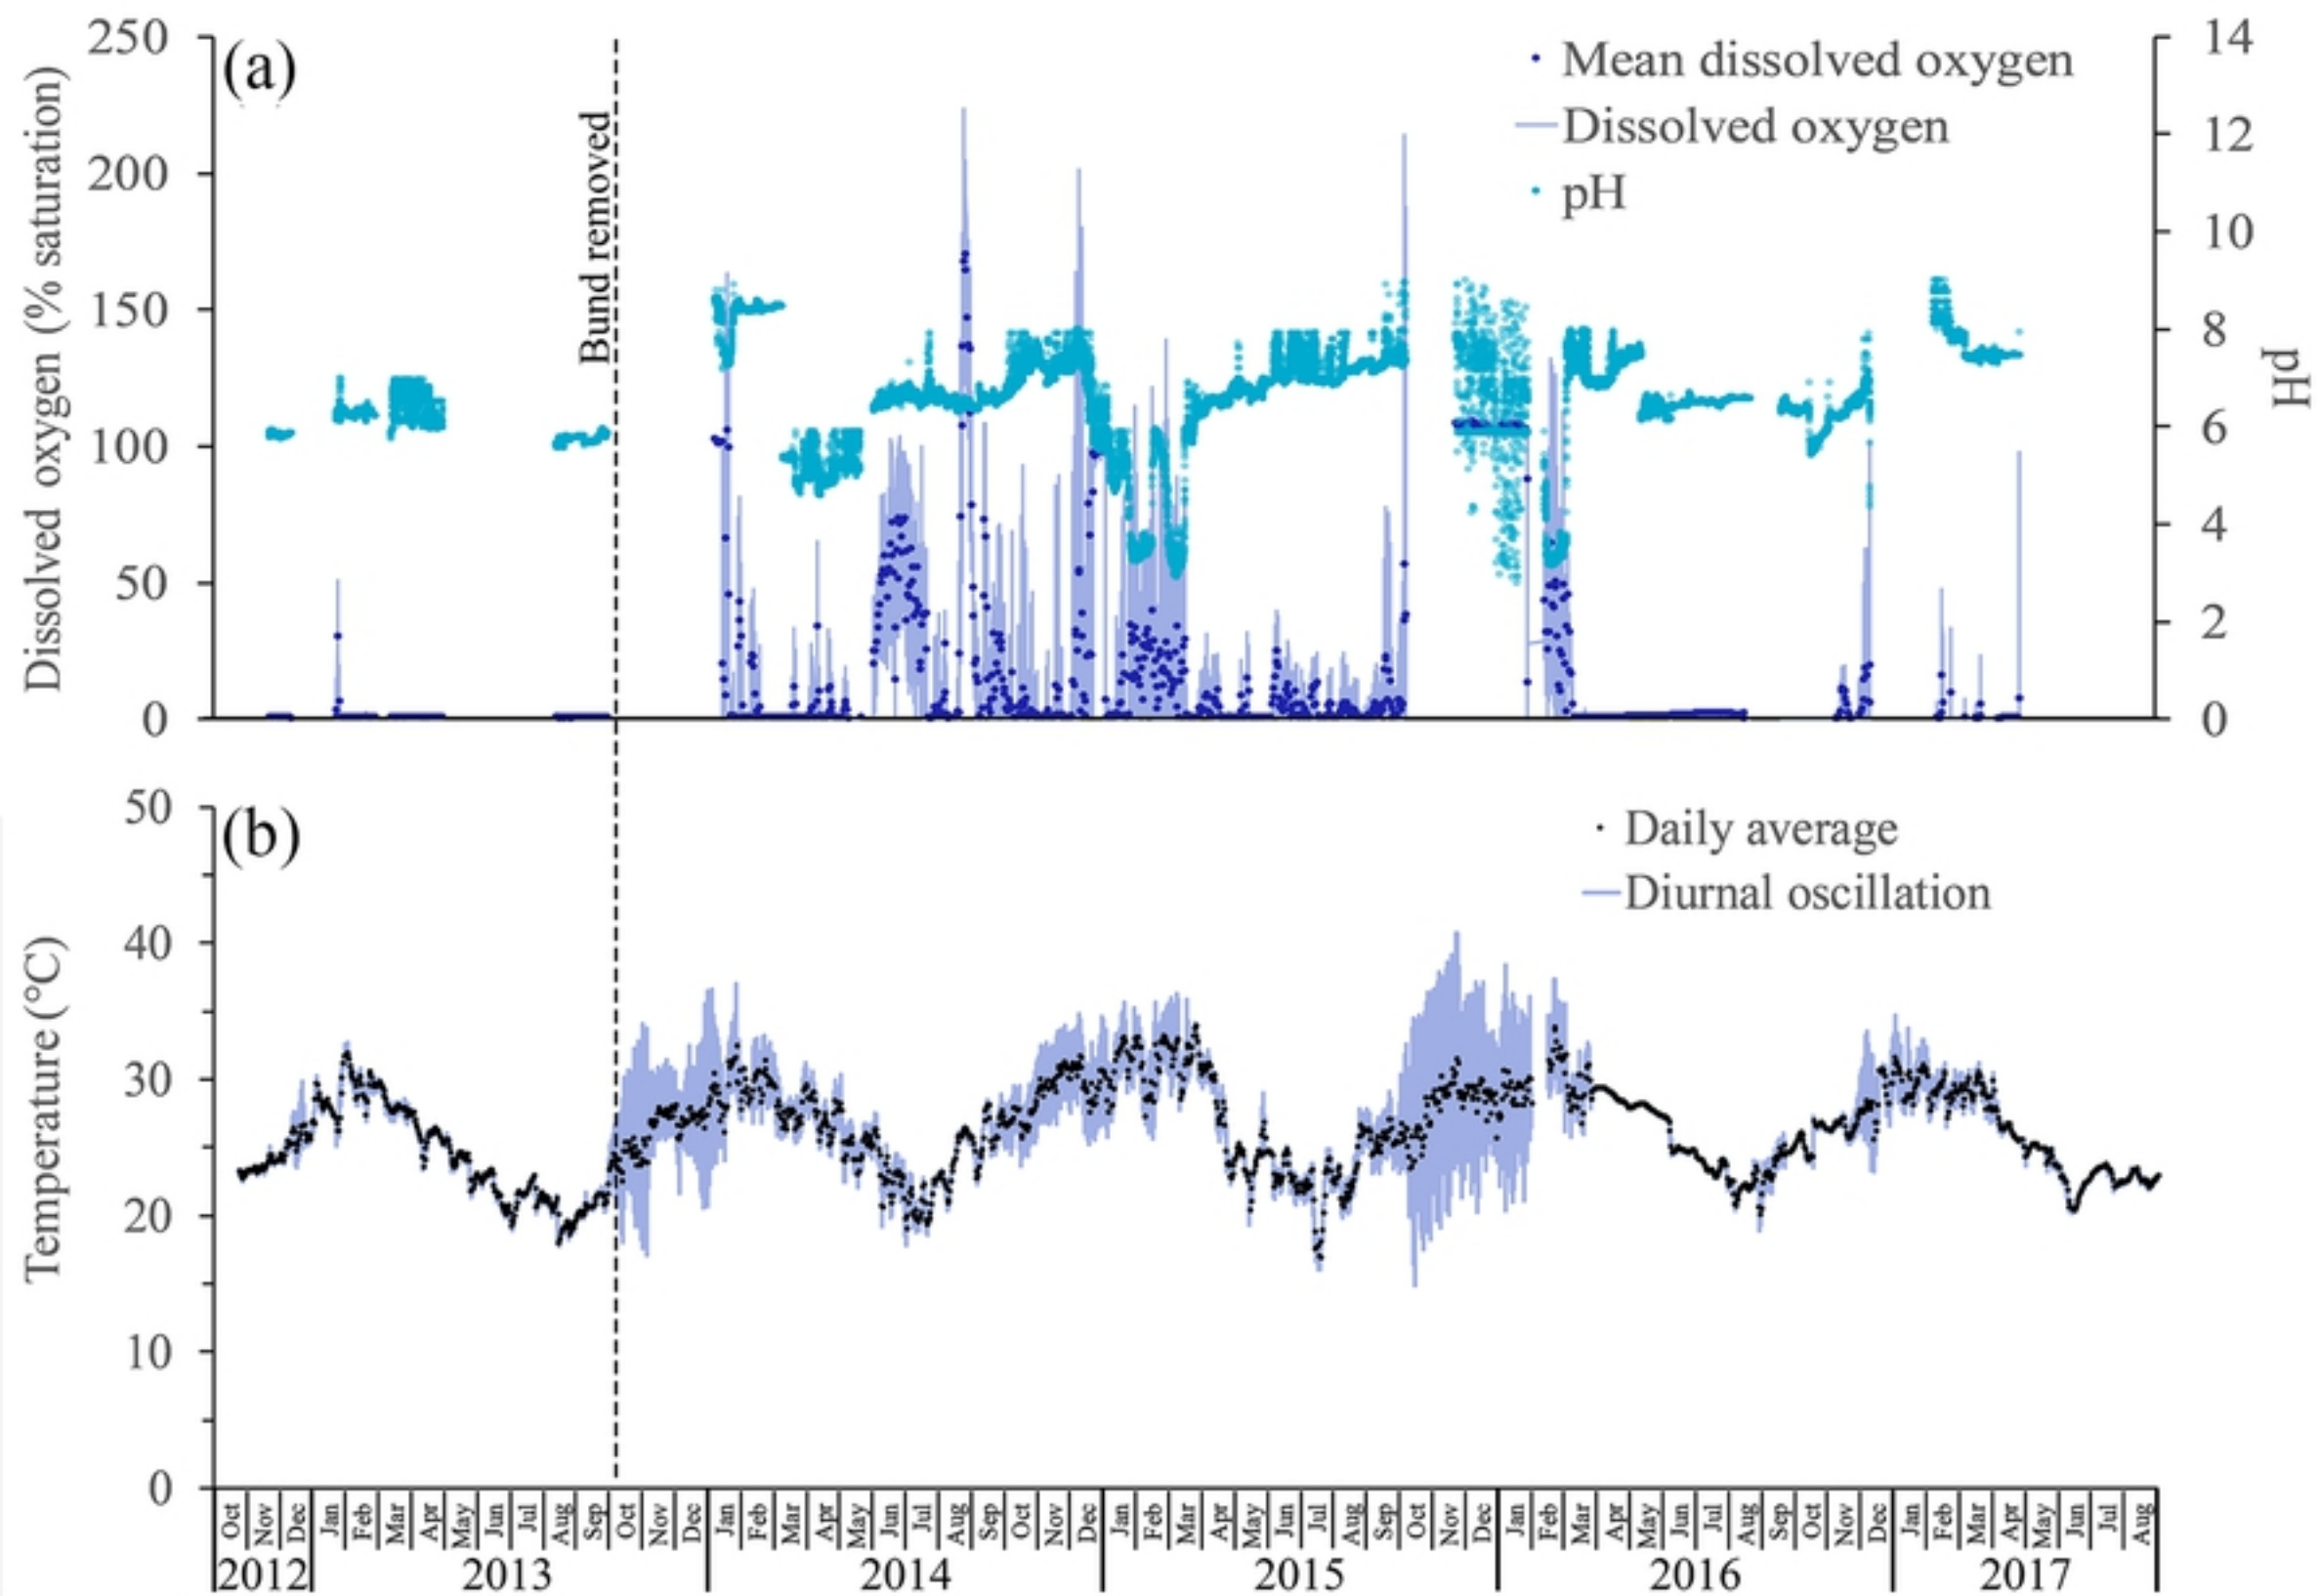 (a)
Mean dissolved oxygen
Dissolved oxygen
pH
Dissolved oxygen (% saturation)
250
200
150
100
50
0
Bund removed
14
12
10
8
6
4
2
0
pH
(b)
Daily average
Diurnal oscillation
Temperature (°C)
50
40
30
20
10
0
Oct Nov Dec Jan Feb Mar Apr May Jun Jul Aug Sep Oct Nov Dec Jan Feb Mar Apr May Jun Jul Aug Sep Oct Nov Dec Jan Feb Mar Apr May Jun Jul Aug Sep Oct Nov Dec Jan Feb Mar Apr May Jun Jul Aug Sep Oct Nov Dec Jan Feb Mar Apr May Jun Jul Aug
2012 2013 2014 2015 2016 2017